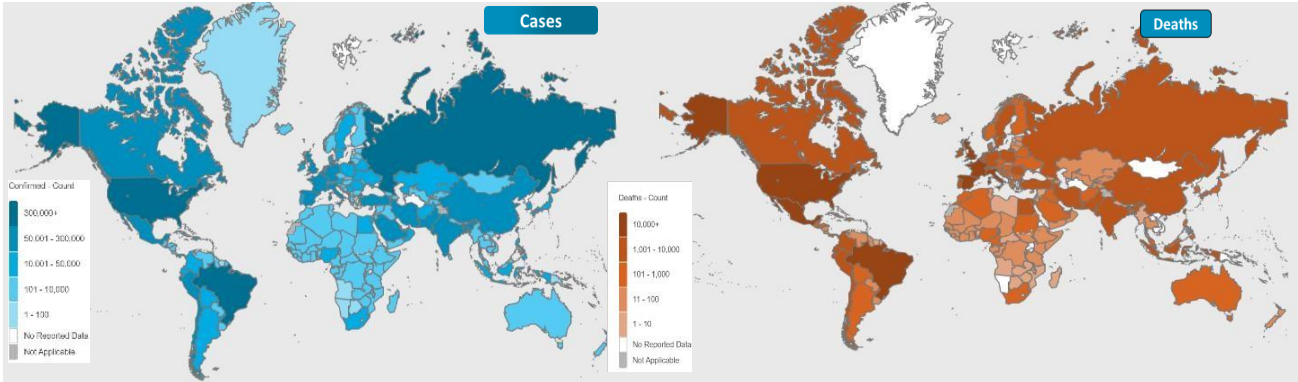 Cases
Deaths
Confirmed - Count
300,000+
50.001 - 300,000
10.001 - 50,000
101 - 10,000
1 - 100
No Reported Data
Not Applicable
Deaths - Count
10,000+
1,001 - 10,000
101 - 1,000
11 - 100
1 - 10
No Reported Data
Not Applicable